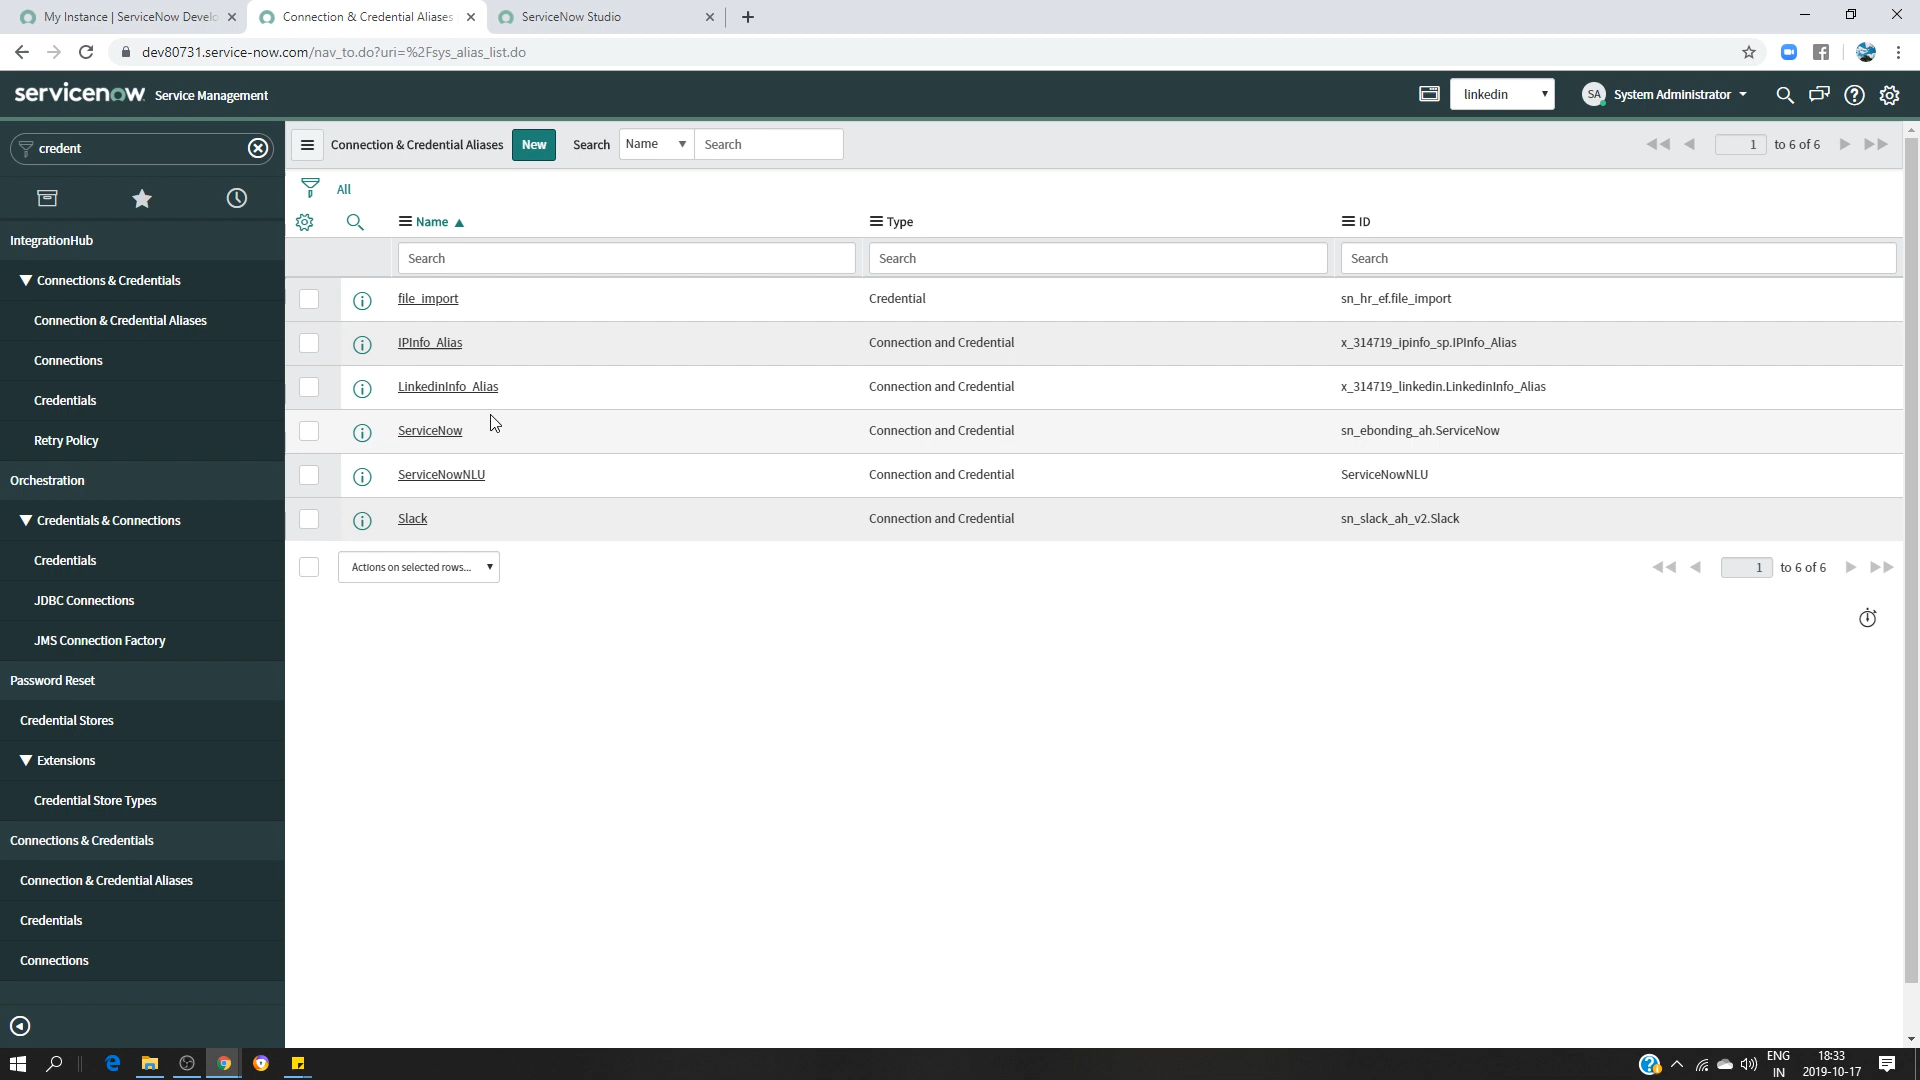 My Instance | ServiceNow Develo
Connection & Credential Aliases
ServiceNow Studio
dev80731.service-now.com/nav_to.do?uri=%2Fsys_alias_list.do
servicenow Service Management
linkedin
SA System Administrator
credent
Connection & Credential Aliases New Search Name Search
1 to 6 of 6
All
Name Type ID
Search Search Search
file_import Credential sn_hr_ef.file_import
IPInfo_Alias Connection and Credential x_314719_ipinfo_sp.IPInfo_Alias
LinkedinInfo_Alias Connection and Credential x_314719_linkedin.LinkedinInfo_Alias
ServiceNow Connection and Credential sn_ebonding_ah.ServiceNow
ServiceNowNLU Connection and Credential ServiceNowNLU
Slack Connection and Credential sn_slack_ah_v2.Slack
Actions on selected rows...
1 to 6 of 6
IntegrationHub
Connections & Credentials
Connection & Credential Aliases
Connections
Credentials
Retry Policy
Orchestration
Credentials & Connections
Credentials
JDBC Connections
JMS Connection Factory
Password Reset
Credential Stores
Extensions
Credential Store Types
Connections & Credentials
Connection & Credential Aliases
Credentials
Connections
ENG
IN
18:33
2019-10-17